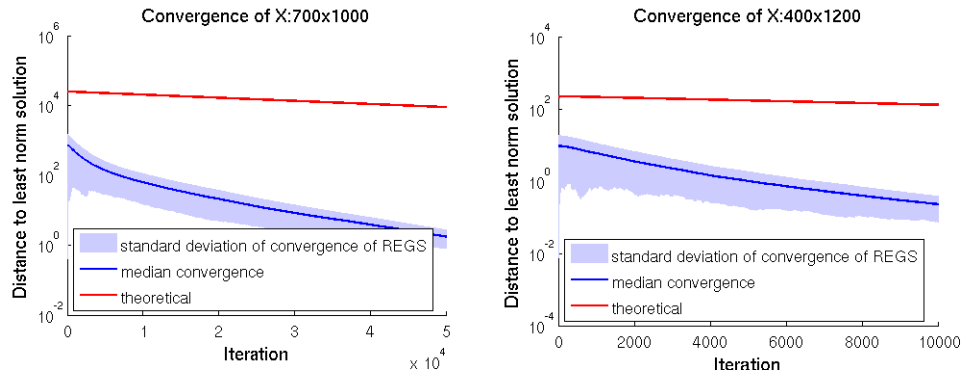 Convergence of X:700x1000
Distance to least norm solution
10^6
10^4
10^2
10^0
10^-2
standard deviation of convergence of REGS
median convergence
theoretical
0 1 2 3 4 5
x 10^4
Iteration
Convergence of X:400x1200
Distance to least norm solution
10^4
10^2
10^0
10^-2
10^-4
standard deviation of convergence of REGS
median convergence
theoretical
0 2000 4000 6000 8000 10000
Iteration